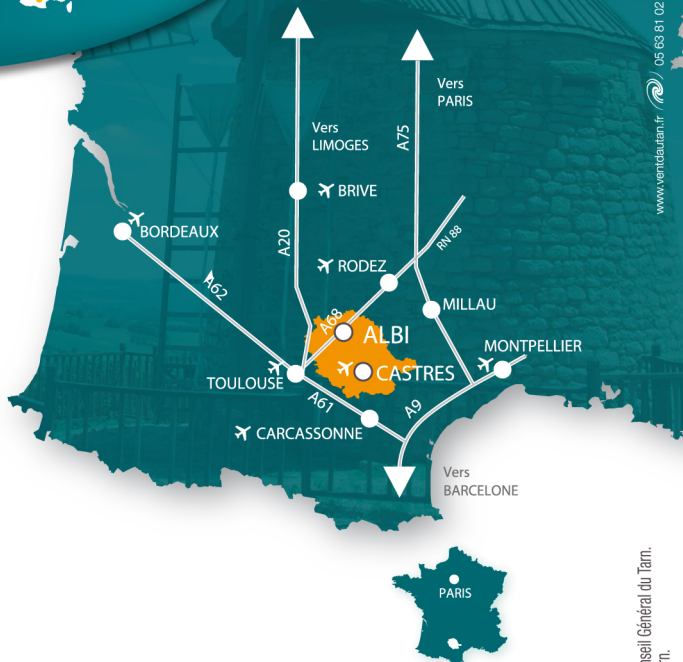 www.ventdautan.fr
05 63 81 02
Vers
PARIS
Vers
LIMOGES
A75
BRIVE
BORDEAUX
A20
RN 88
RODEZ
A62
MILLAU
A68
ALBI
MONTPELLIER
CASTRES
TOULOUSE
A61
A9
CARCASSONNE
Vers
BARCELONE
PARIS
nseil Général du Tarn.
rn.